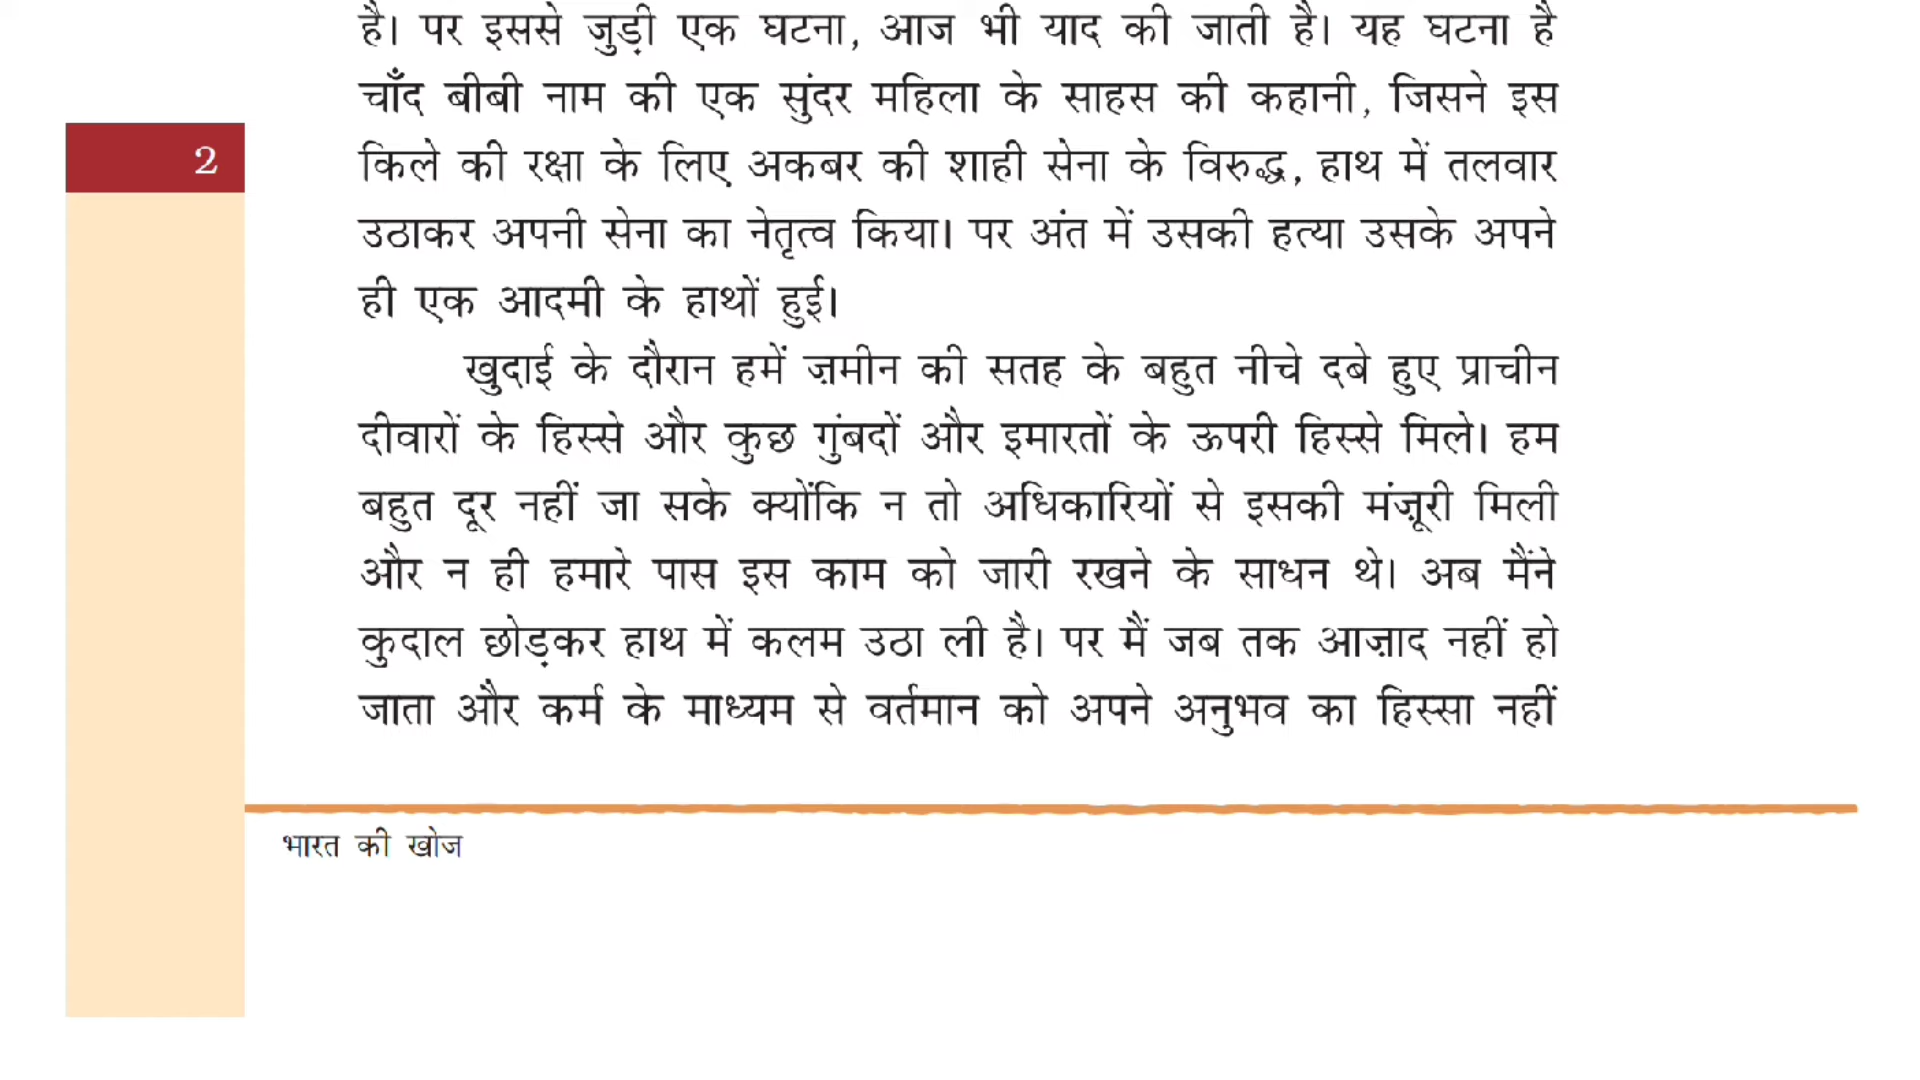 है। पर इससे जुड़ी एक घटना, आज भी याद की जाती है। यह घटना है
चाँद बीबी नाम की एक सुंदर महिला के साहस की कहानी, जिसने इस
2
किले की रक्षा के लिए अकबर की शाही सेना के विरुद्ध, हाथ में तलवार
उठाकर अपनी सेना का नेतृत्व किया। पर अंत में उसकी हत्या उसके अपने
ही एक आदमी के हाथों हुई।
खुदाई के दौरान हमें ज़मीन की सतह के बहुत नीचे दबे हुए प्राचीन
दीवारों के हिस्से और कुछ गुंबदों और इमारतों के ऊपरी हिस्से मिले। हम
बहुत दूर नहीं जा सके क्योंकि न तो अधिकारियों से इसकी मंज़ूरी मिली
और न ही हमारे पास इस काम को जारी रखने के साधन थे। अब मैंने
कुदाल छोड़कर हाथ में कलम उठा ली है। पर मैं जब तक आज़ाद नहीं हो
जाता और कर्म के माध्यम से वर्तमान को अपने अनुभव का हिस्सा नहीं
भारत की खोज